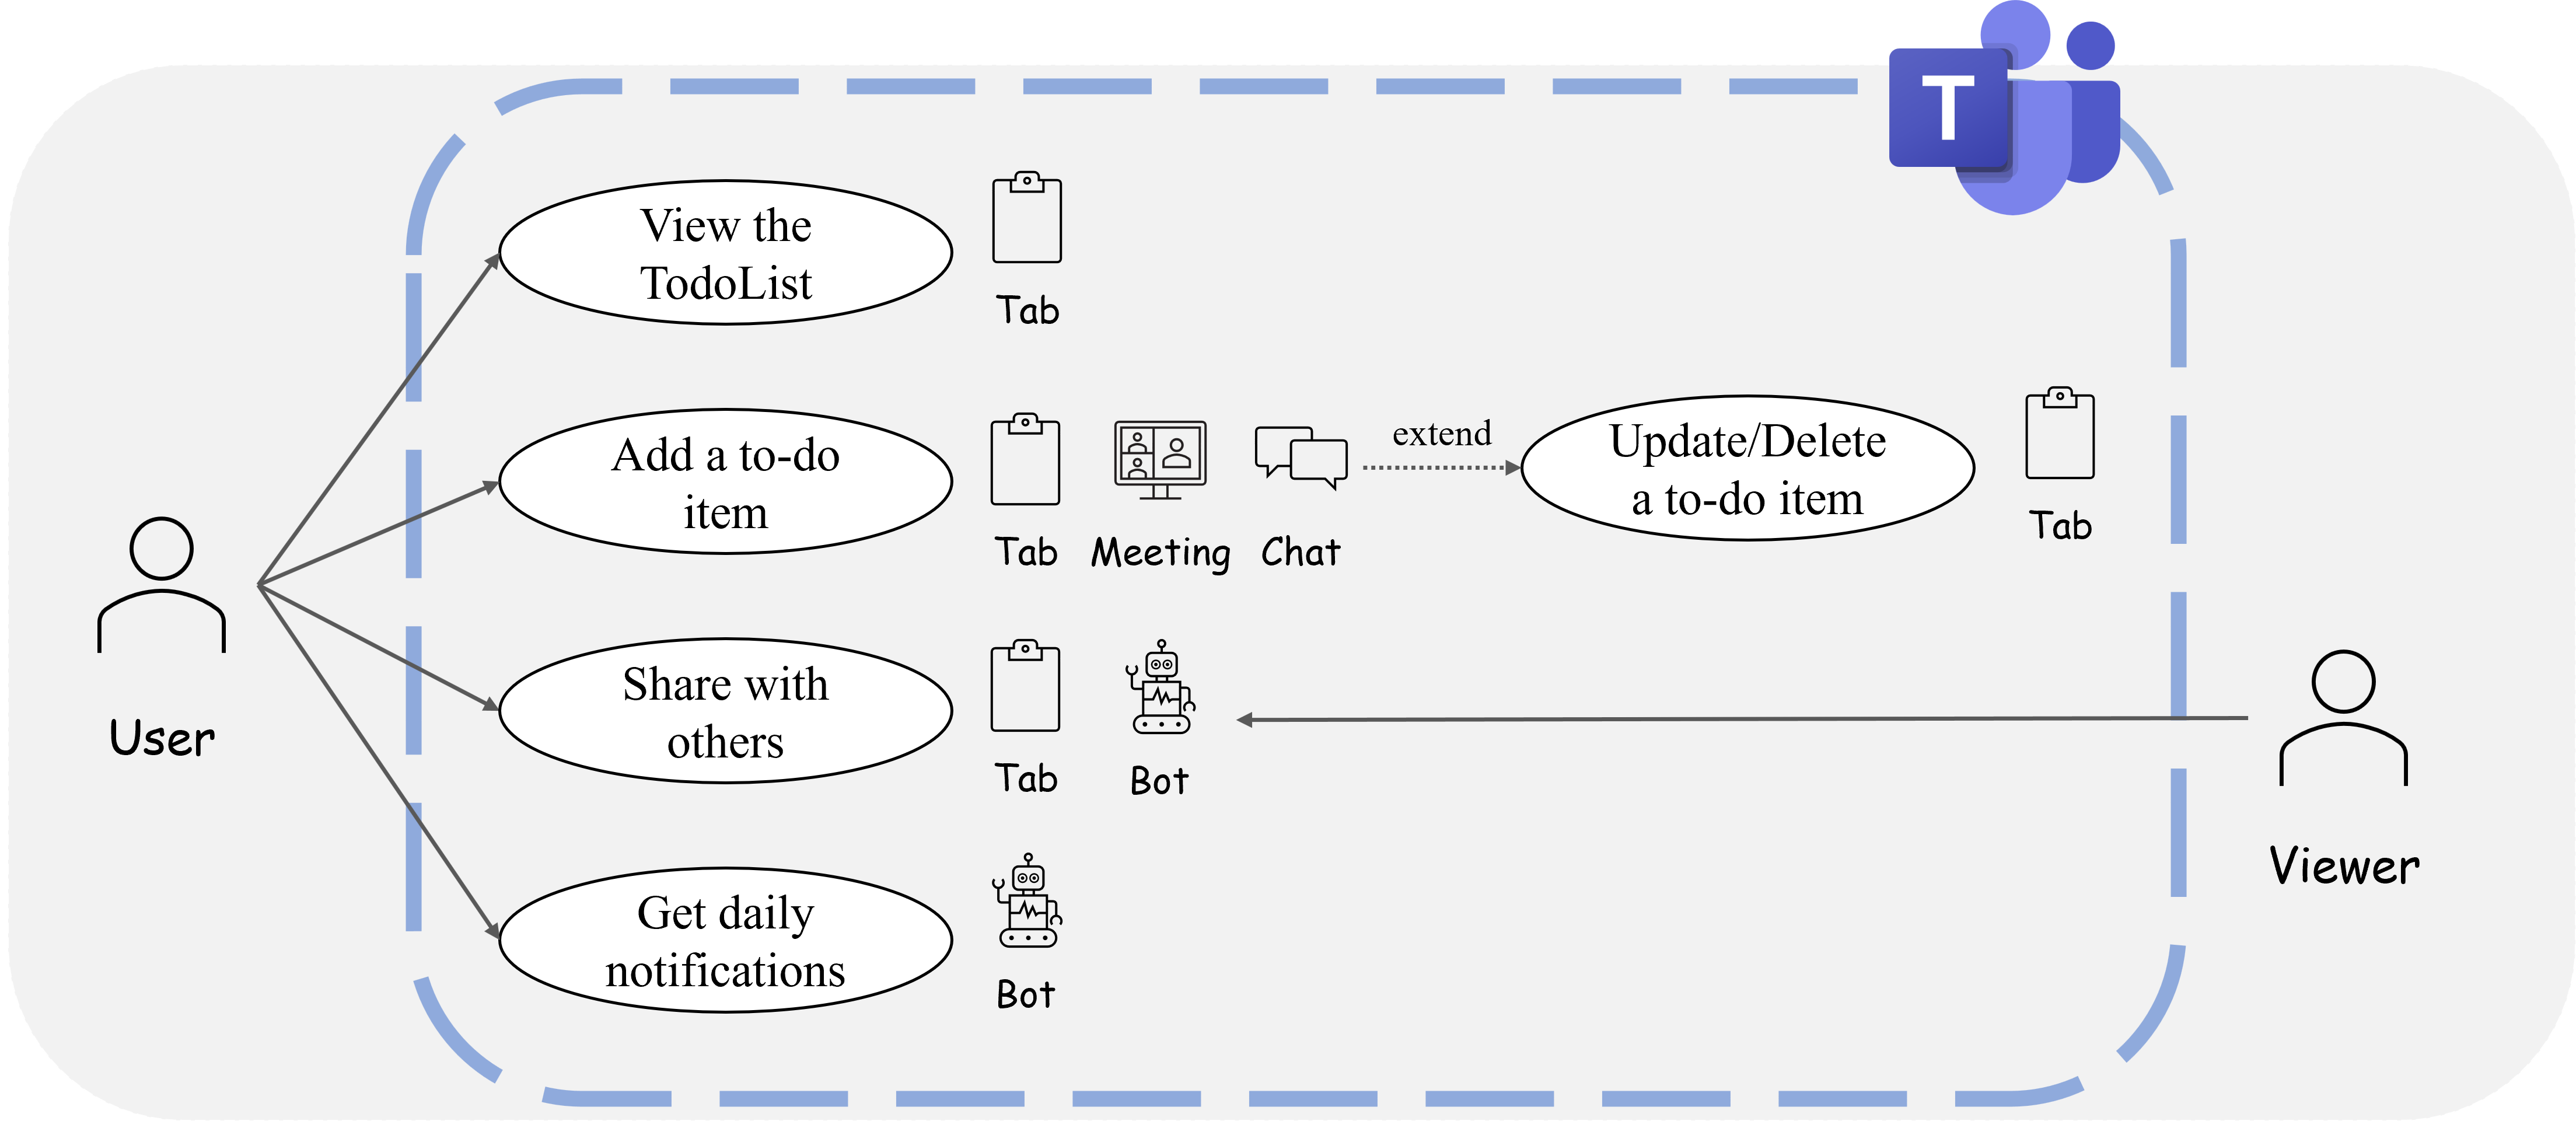 T
View the
TodoList
Tab
Add a to-do
item
Tab
Meeting
Chat
extend
Update/Delete
a to-do item
Tab
User
Share with
others
Tab
Bot
Viewer
Get daily
notifications
Bot